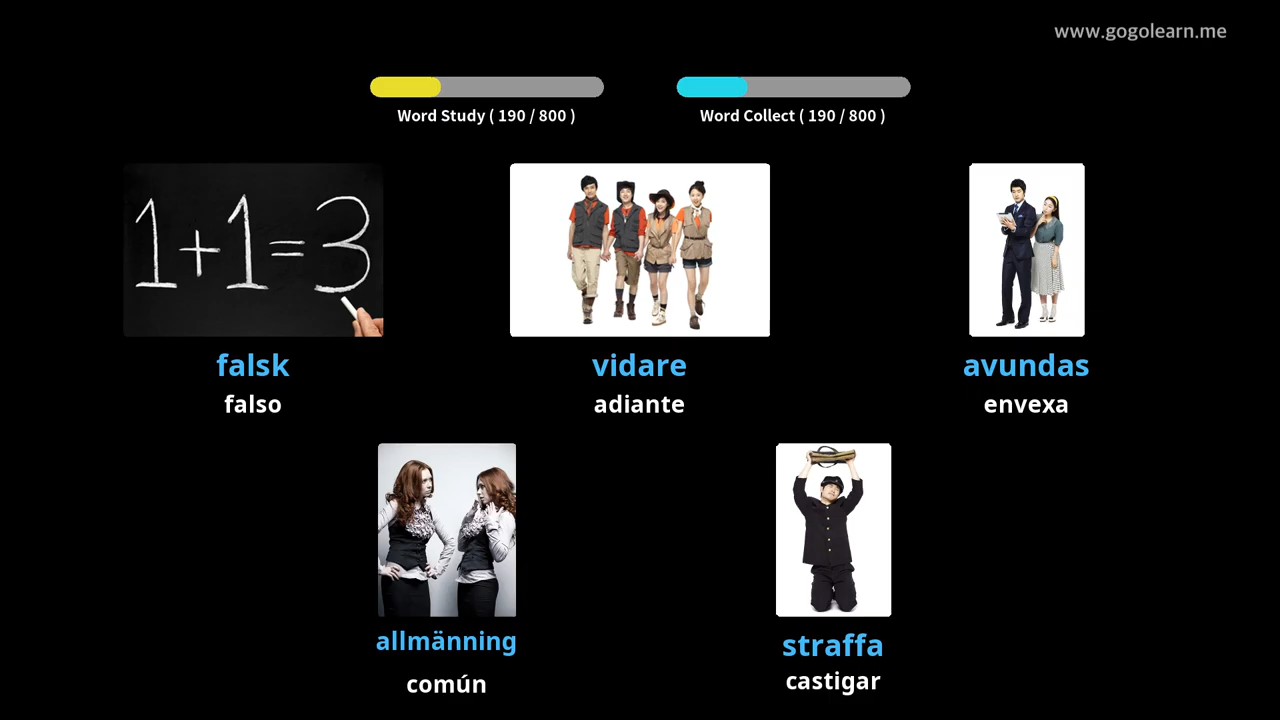 www.gogolearn.me
Word Study ( 190 / 800 )
Word Collect ( 190 / 800 )
1+1=3
falsk
falso
vidare
adiante
avundas
envexa
allmänning
común
straffa
castigar